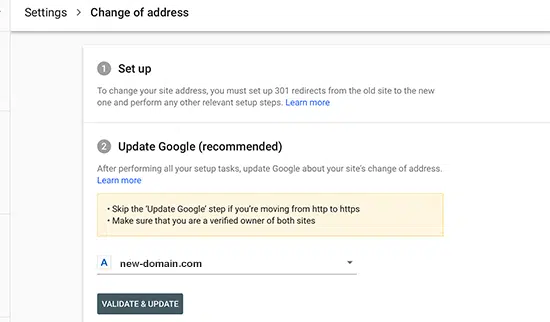 Settings > Change of address
1 Set up
To change your site address, you must set up 301 redirects from the old site to the new
one and perform any other relevant setup steps. Learn more
2 Update Google (recommended)
After performing all your setup tasks, update Google about your site's change of address.
Learn more
• Skip the 'Update Google' step if you're moving from http to https
• Make sure that you are a verified owner of both sites
A new-domain.com
VALIDATE & UPDATE